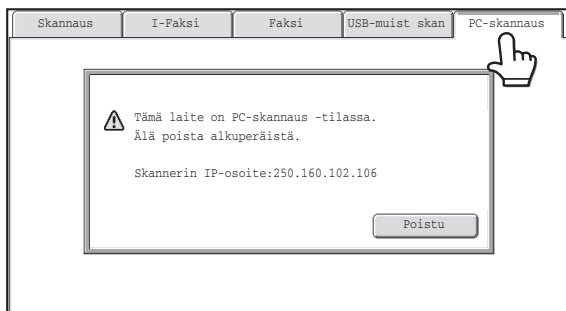 Skannaus
I-Faksi
Faksi
USB-muist skan
PC-skannaus
Tämä laite on PC-skannaus -tilassa.
Älä poista alkuperäistä.
Skannerin IP-osoite:250.160.102.106
Poistu